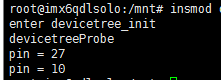 root@imx6qdlsolo:/mnt# insmod
enter devicetree_init
devicetreeProbe
pin = 27
pin = 10